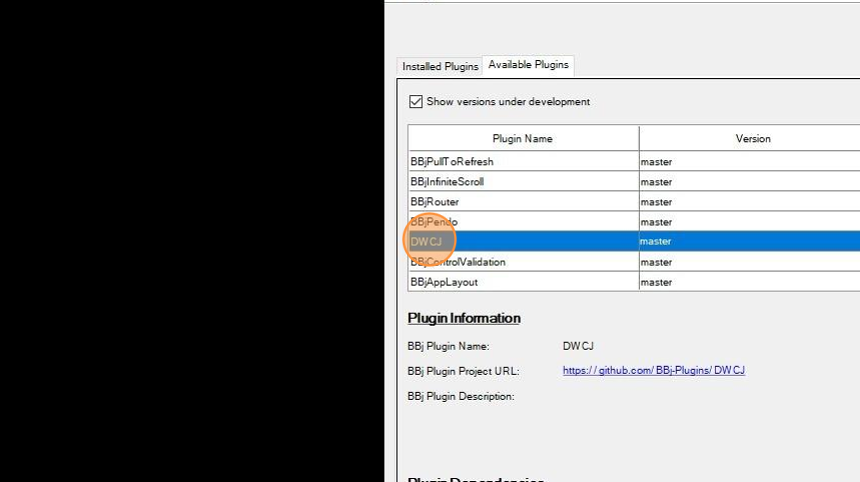 Installed Plugins Available Plugins
Show versions under development
Plugin Name Version
BBjPullToRefresh master
BBjInfiniteScroll master
BBjRouter master
BBjPendo master
DWCJ master
BBjControlValidation master
BBjAppLayout master
Plugin Information
BBj Plugin Name: DWCJ
BBj Plugin Project URL: https://github.com/BBj-Plugins/DWCJ
BBj Plugin Description:
Plugin Dependencies